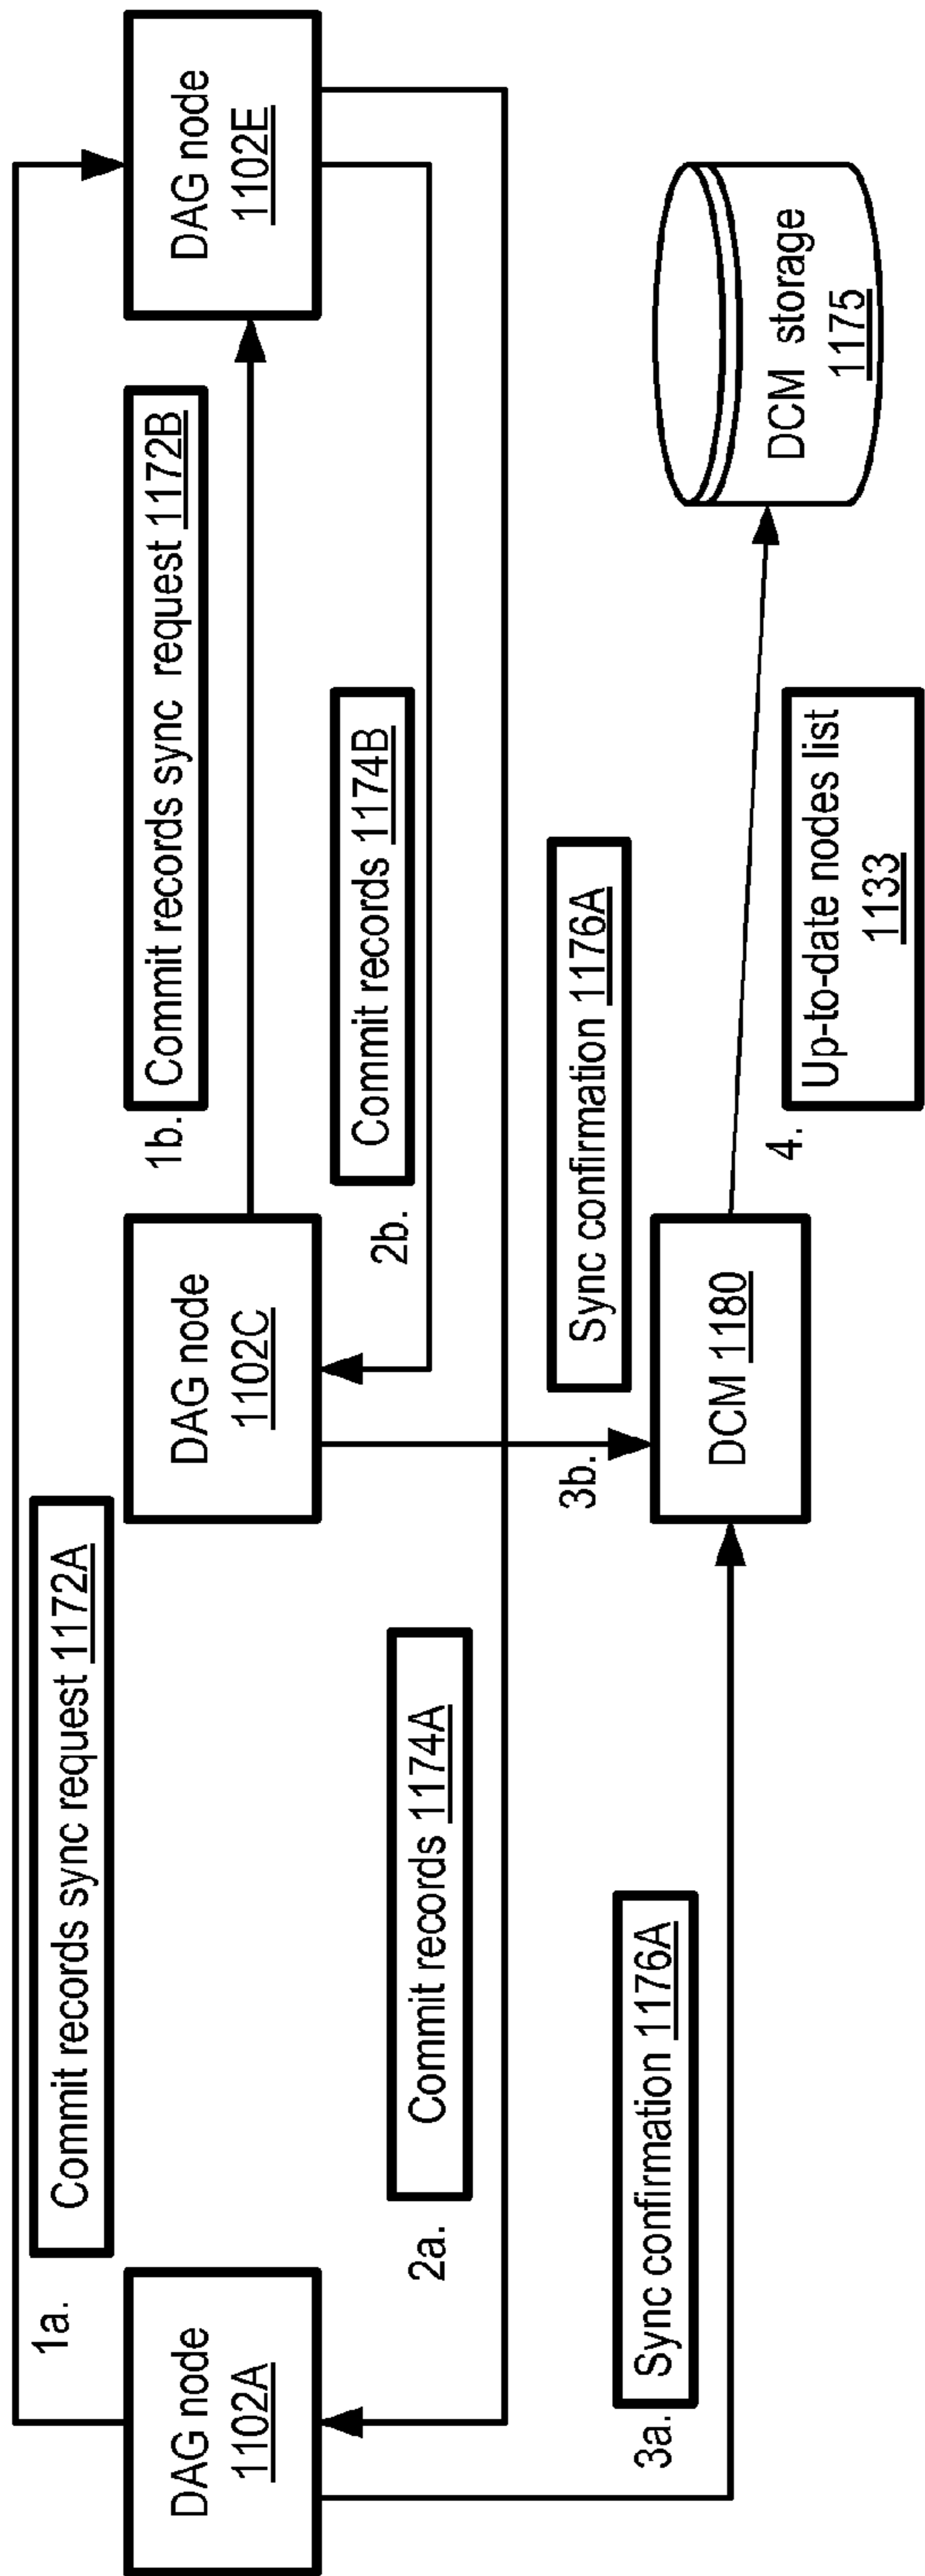 1a.
Commit records sync request 1172A
DAG node
1102A
DAG node
1102C
1b.
Commit records sync request 1172B
DAG node
1102E
2a.
Commit records 1174A
2b.
Commit records 1174B
3a.
Sync confirmation 1176A
3b.
Sync confirmation 1176A
DCM 1180
4.
Up-to-date nodes list
1133
DCM storage
1175